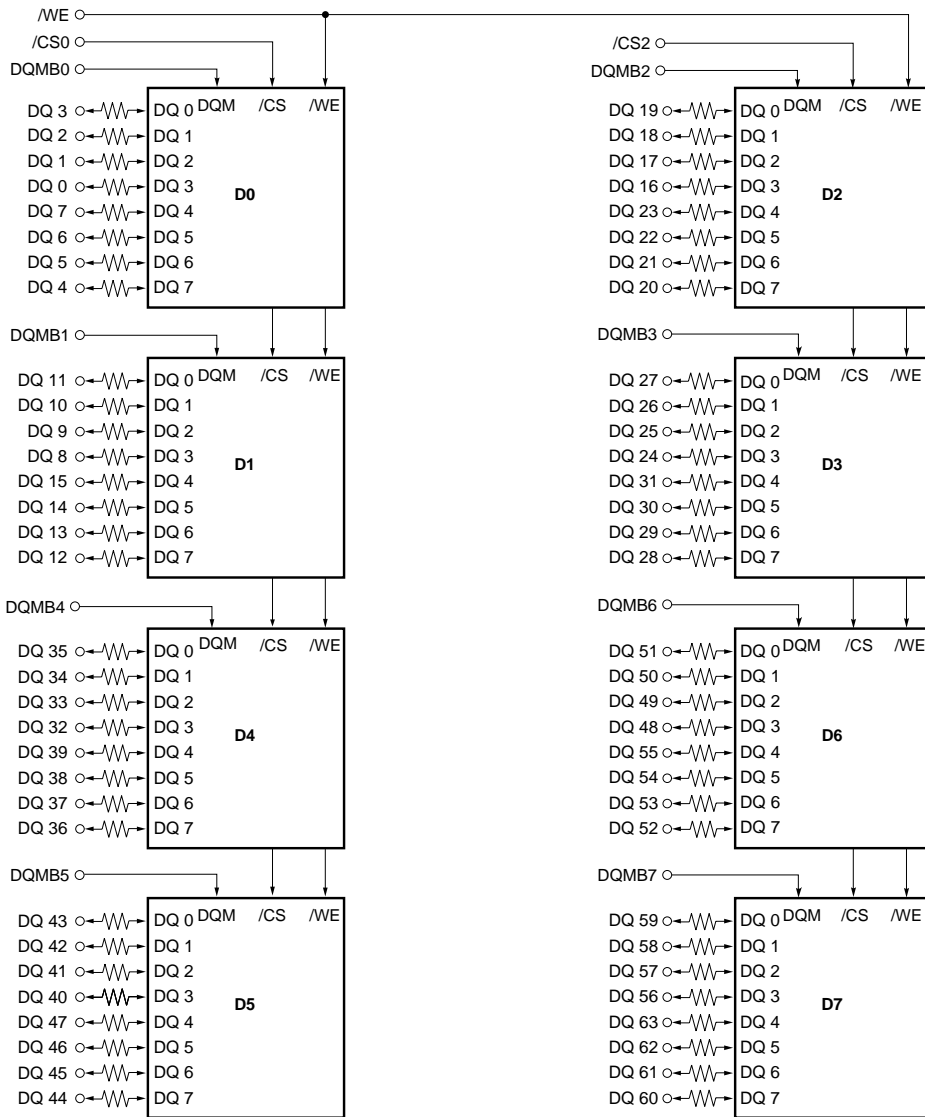 /WE
/CS0
/CS2
DQMB0
DQMB2
DQM /CS /WE
DQ 3 DQ 0
DQ 2 DQ 1
DQ 1 DQ 2
DQ 0 DQ 3
D0
DQ 7 DQ 4
DQ 6 DQ 5
DQ 5 DQ 6
DQ 4 DQ 7
DQM /CS /WE
DQ 19 DQ 0
DQ 18 DQ 1
DQ 17 DQ 2
DQ 16 DQ 3
D2
DQ 23 DQ 4
DQ 22 DQ 5
DQ 21 DQ 6
DQ 20 DQ 7
DQMB1
DQM /CS /WE
DQ 11 DQ 0
DQ 10 DQ 1
DQ 9 DQ 2
DQ 8 DQ 3
D1
DQ 15 DQ 4
DQ 14 DQ 5
DQ 13 DQ 6
DQ 12 DQ 7
DQMB3
DQM /CS /WE
DQ 27 DQ 0
DQ 26 DQ 1
DQ 25 DQ 2
DQ 24 DQ 3
D3
DQ 31 DQ 4
DQ 30 DQ 5
DQ 29 DQ 6
DQ 28 DQ 7
DQMB4
DQM /CS /WE
DQ 35 DQ 0
DQ 34 DQ 1
DQ 33 DQ 2
DQ 32 DQ 3
D4
DQ 39 DQ 4
DQ 38 DQ 5
DQ 37 DQ 6
DQ 36 DQ 7
DQMB6
DQM /CS /WE
DQ 51 DQ 0
DQ 50 DQ 1
DQ 49 DQ 2
DQ 48 DQ 3
D6
DQ 55 DQ 4
DQ 54 DQ 5
DQ 53 DQ 6
DQ 52 DQ 7
DQMB5
DQM /CS /WE
DQ 43 DQ 0
DQ 42 DQ 1
DQ 41 DQ 2
DQ 40 DQ 3
D5
DQ 47 DQ 4
DQ 46 DQ 5
DQ 45 DQ 6
DQ 44 DQ 7
DQMB7
DQM /CS /WE
DQ 59 DQ 0
DQ 58 DQ 1
DQ 57 DQ 2
DQ 56 DQ 3
D7
DQ 63 DQ 4
DQ 62 DQ 5
DQ 61 DQ 6
DQ 60 DQ 7